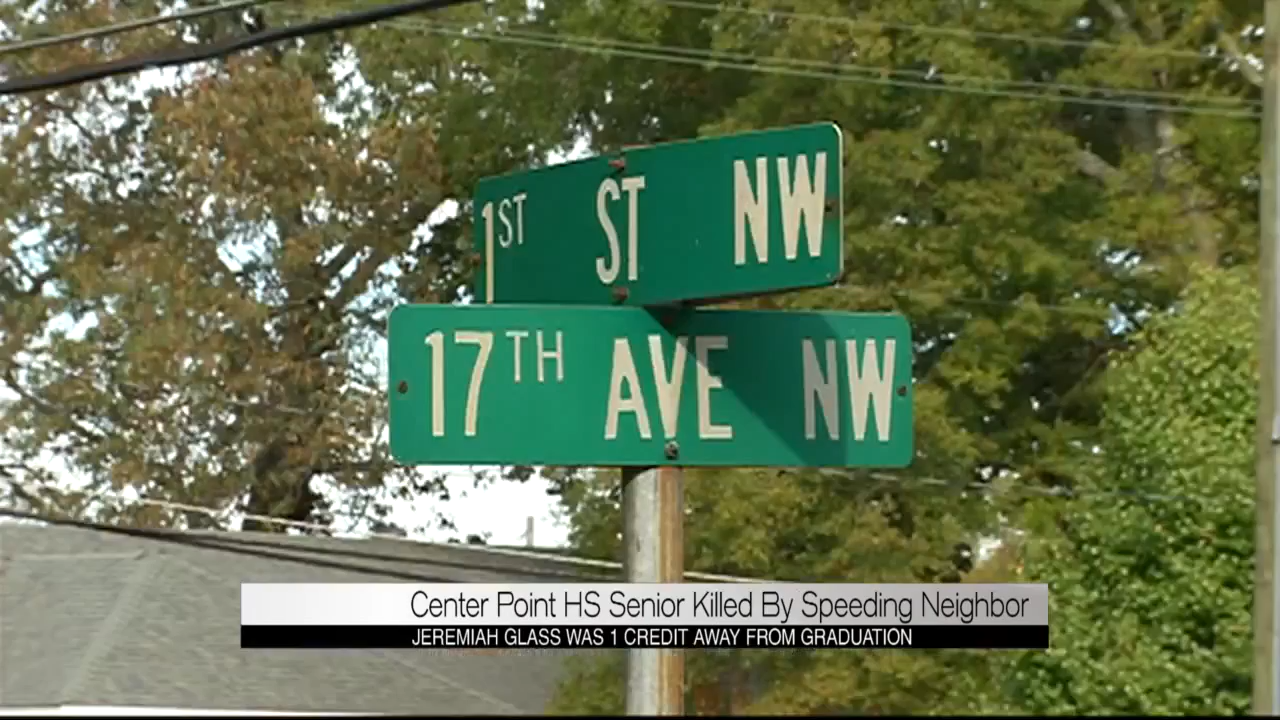 1ST ST NW
17TH AVE NW
Center Point HS Senior Killed By Speeding Neighbor
JEREMIAH GLASS WAS 1 CREDIT AWAY FROM GRADUATION